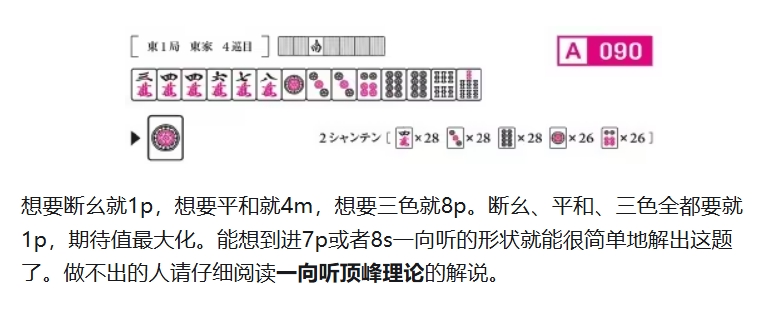 [ 東1局 東家 4巡目 ] 南 A 090
三萬 四萬 四萬 六萬 七萬 八萬
▶ 2シャンテン [ 四萬×28 ×28 ×28 ×26 ×26 ]
想要断幺就1p，想要平和就4m，想要三色就8p。断幺、平和、三色全都要就
1p，期待值最大化。能想到进7p或者8s一向听的形状就能很简单地解出这题
了。做不出的人请仔细阅读一向听顶峰理论的解说。